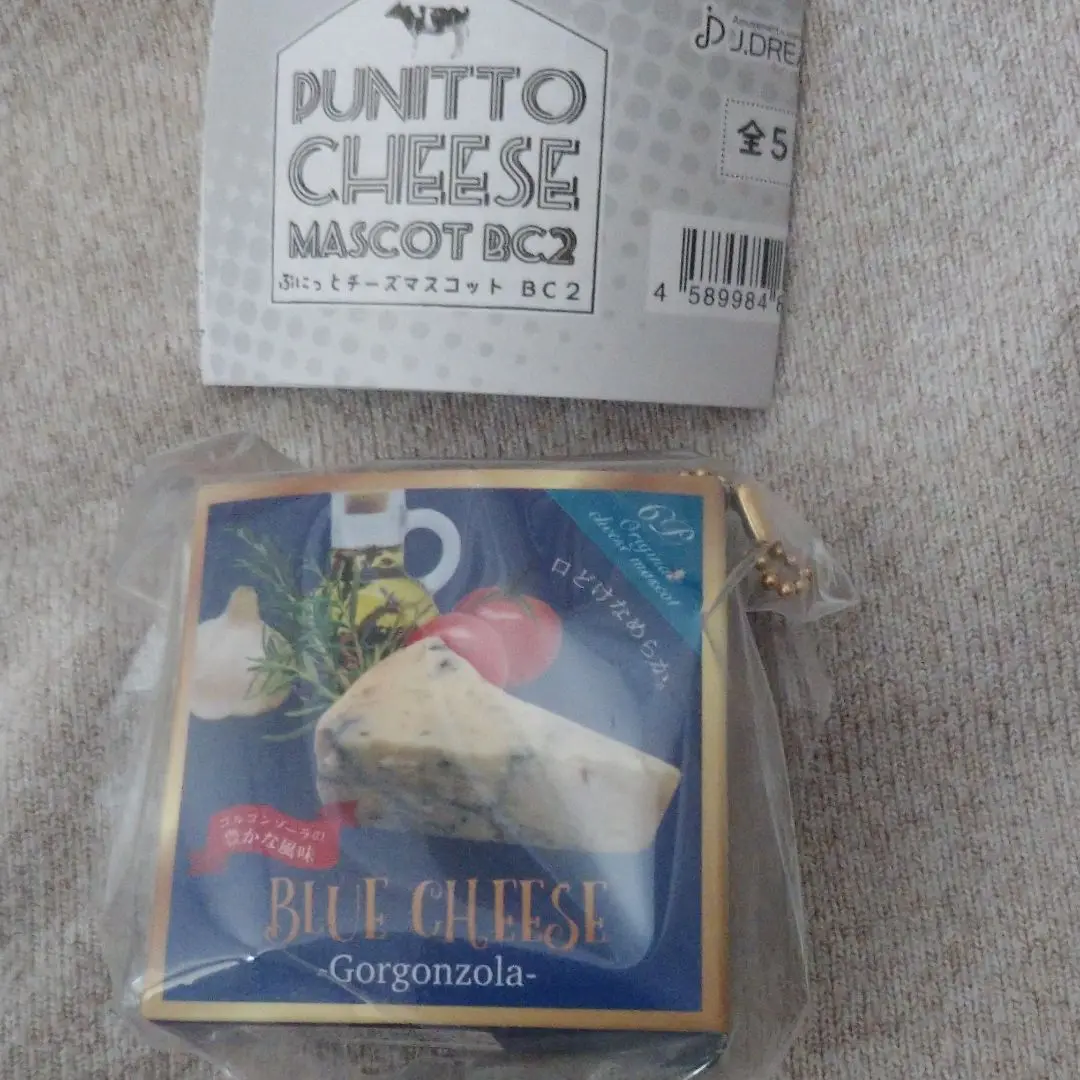 J.DRE
PUNITTO
CHEESE
MASCOT BC2
ぷにっとチーズマスコット BC2
全5
4 589984
6P
Original
cheese mascot
口どけなめらか。
ゴルゴンゾーラの
豊かな風味
BLUE CHEESE
-Gorgonzola-